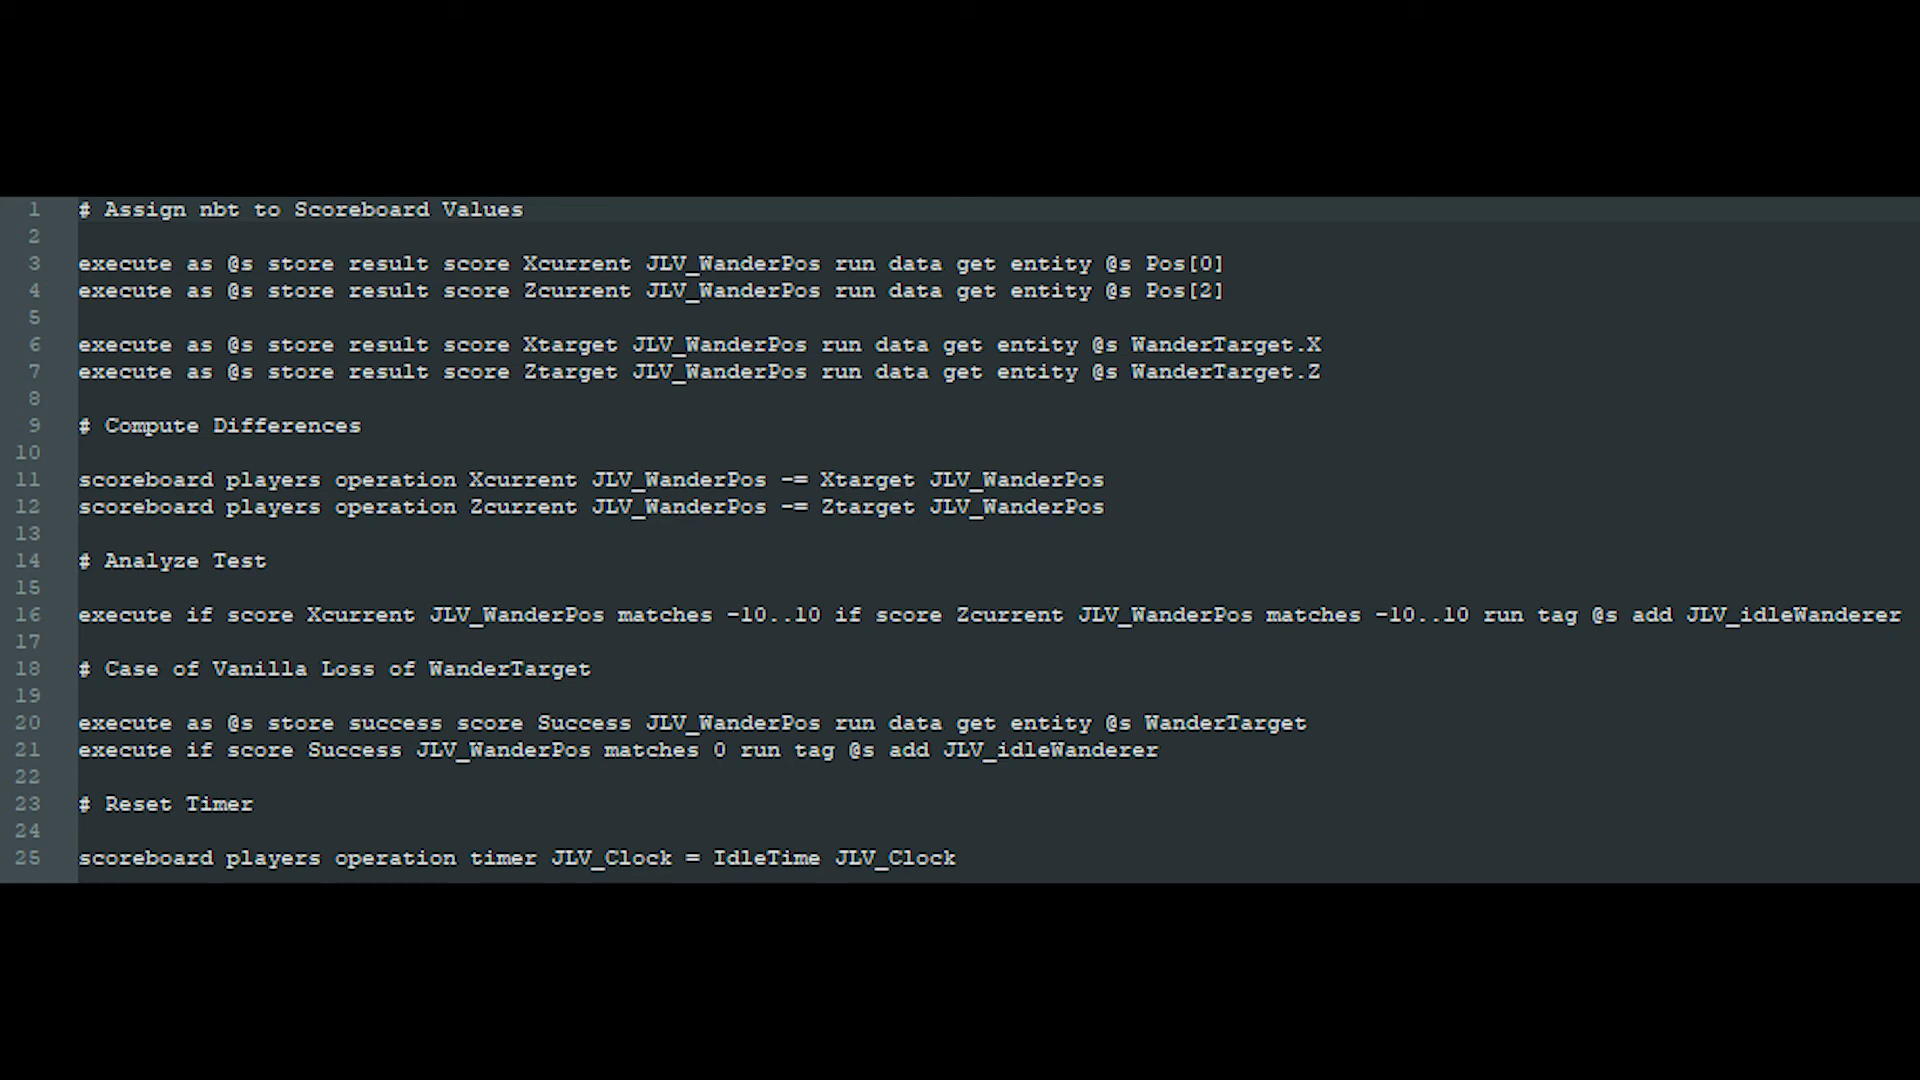 1 # Assign nbt to Scoreboard Values
2
3 execute as @s store result score Xcurrent JLV_WanderPos run data get entity @s Pos[0]
4 execute as @s store result score Zcurrent JLV_WanderPos run data get entity @s Pos[2]
5
6 execute as @s store result score Xtarget JLV_WanderPos run data get entity @s WanderTarget.X
7 execute as @s store result score Ztarget JLV_WanderPos run data get entity @s WanderTarget.Z
8
9 # Compute Differences
10
11 scoreboard players operation Xcurrent JLV_WanderPos -= Xtarget JLV_WanderPos
12 scoreboard players operation Zcurrent JLV_WanderPos -= Ztarget JLV_WanderPos
13
14 # Analyze Test
15
16 execute if score Xcurrent JLV_WanderPos matches -10..10 if score Zcurrent JLV_WanderPos matches -10..10 run tag @s add JLV_idleWanderer
17
18 # Case of Vanilla Loss of WanderTarget
19
20 execute as @s store success score Success JLV_WanderPos run data get entity @s WanderTarget
21 execute if score Success JLV_WanderPos matches 0 run tag @s add JLV_idleWanderer
22
23 # Reset Timer
24
25 scoreboard players operation timer JLV_Clock = IdleTime JLV_Clock